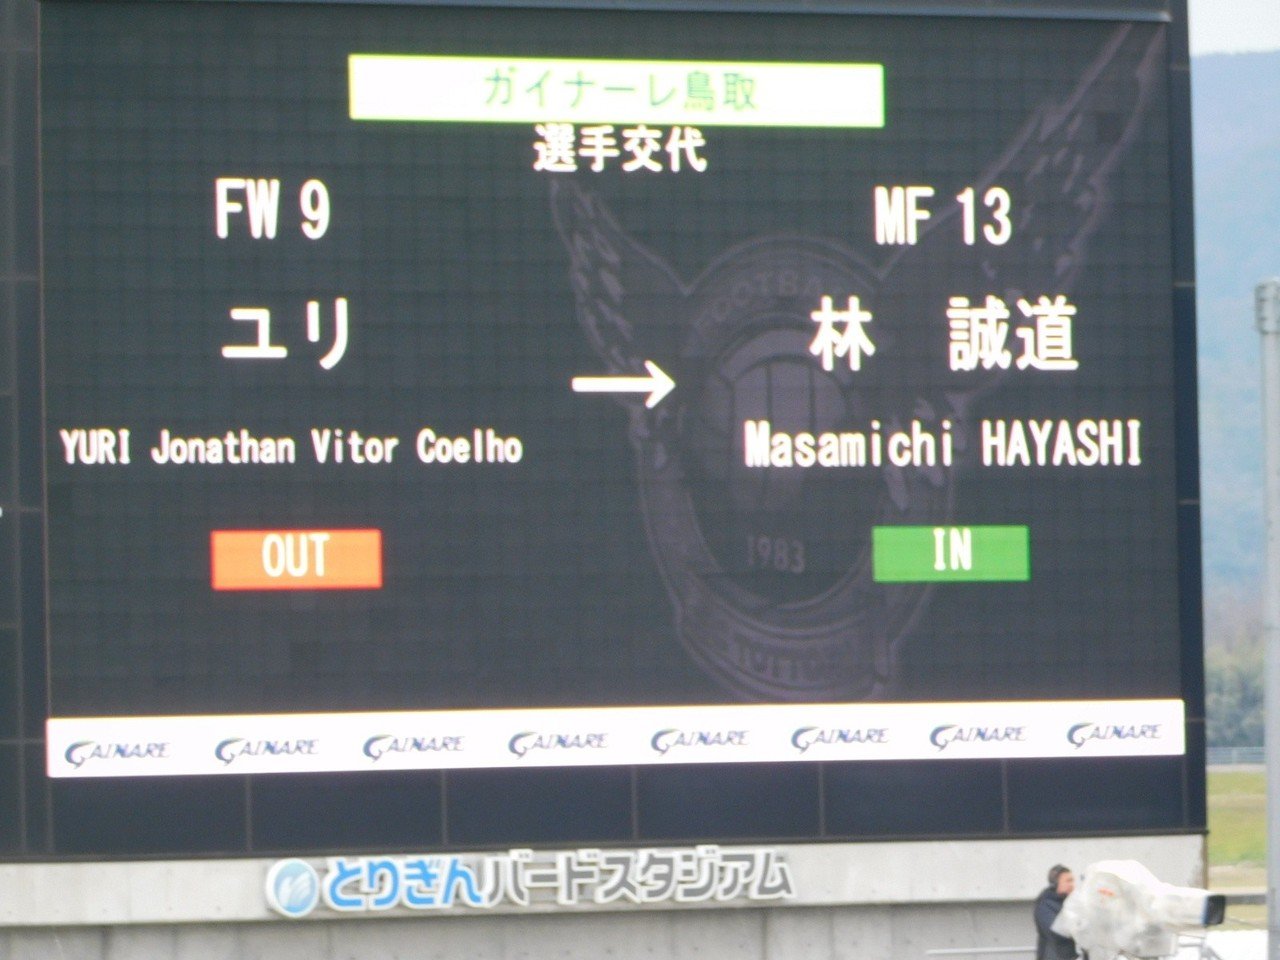 ガイナーレ鳥取
選手交代
FW 9
MF 13
ユリ
林 誠道
→
YURI Jonathan Vitor Coelho
Masamichi HAYASHI
OUT
IN
FOOTBALL
1983
GAINARE GAINARE GAINARE GAINARE GAINARE GAINARE GAINARE GAINARE
とりぎんバードスタジアム